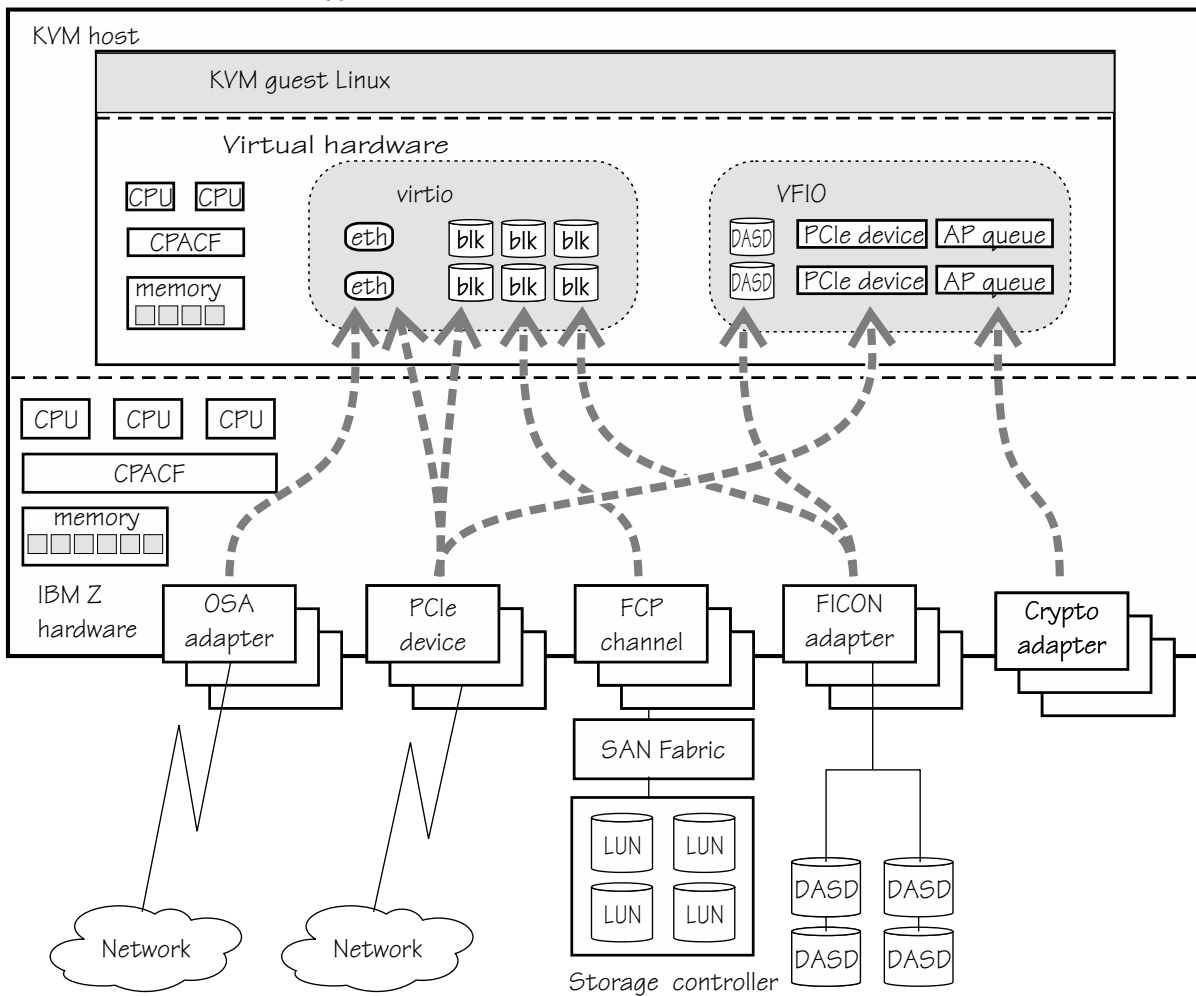 KVM host
KVM guest Linux
Virtual hardware
CPU CPU
CPACF
memory
virtio
eth blk blk blk
eth blk blk blk
VFIO
DASD PCIe device AP queue
DASD PCIe device AP queue
CPU CPU CPU
CPACF
memory
IBM Z
hardware
OSA
adapter
PCIe
device
FCP
channel
FICON
adapter
Crypto
adapter
SAN Fabric
LUN LUN
LUN LUN
Storage controller
DASD DASD
DASD DASD
Network
Network